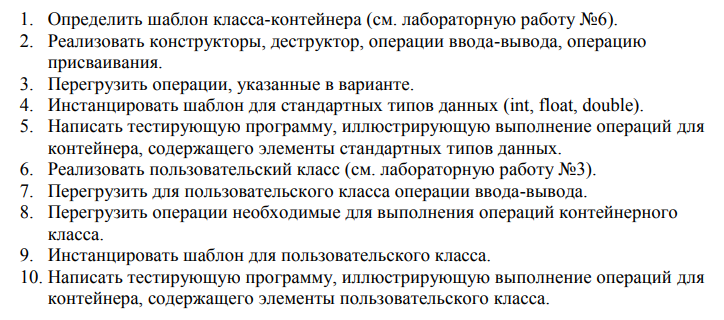 1. Определить шаблон класса-контейнера (см. лабораторную работу №6).
2. Реализовать конструкторы, деструктор, операции ввода-вывода, операцию
присваивания.
3. Перегрузить операции, указанные в варианте.
4. Инстанцировать шаблон для стандартных типов данных (int, float, double).
5. Написать тестирующую программу, иллюстрирующую выполнение операций для
контейнера, содержащего элементы стандартных типов данных.
6. Реализовать пользовательский класс (см. лабораторную работу №3).
7. Перегрузить для пользовательского класса операции ввода-вывода.
8. Перегрузить операции необходимые для выполнения операций контейнерного
класса.
9. Инстанцировать шаблон для пользовательского класса.
10. Написать тестирующую программу, иллюстрирующую выполнение операций для
контейнера, содержащего элементы пользовательского класса.